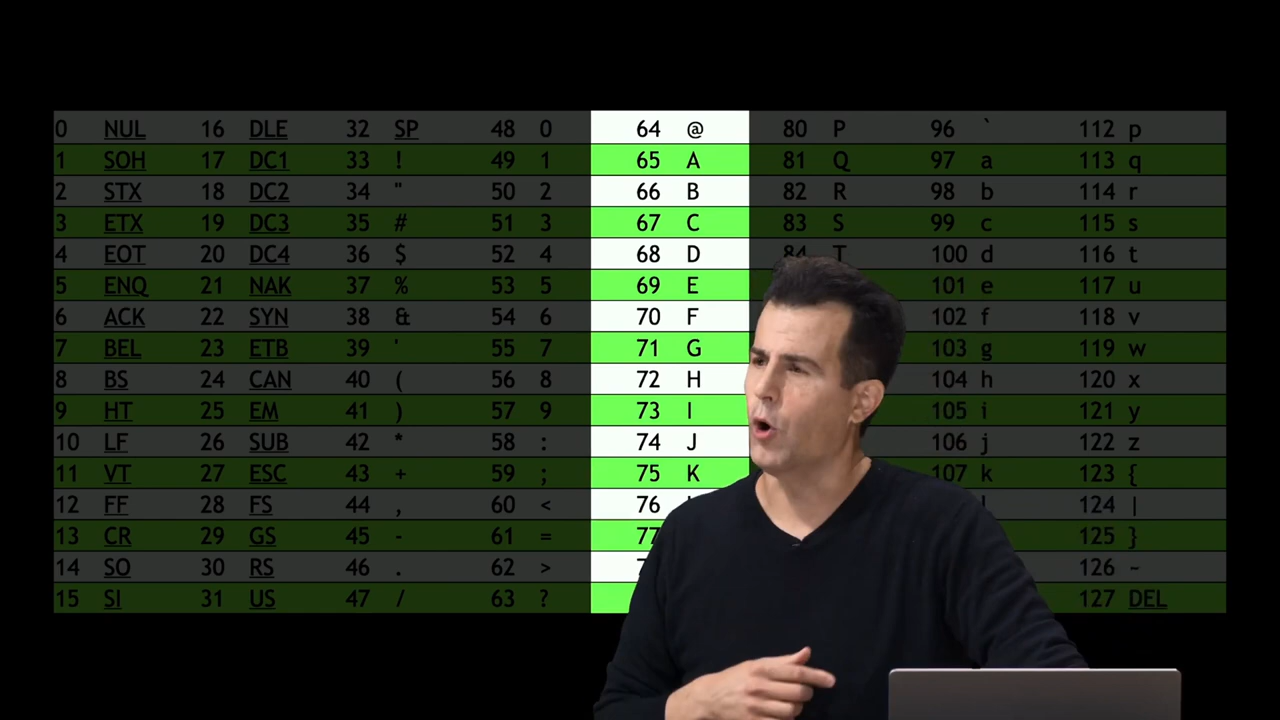 0 NUL 16 DLE 32 SP 48 0 64 @ 80 P 96 ` 112 p
1 SOH 17 DC1 33 ! 49 1 65 A 81 Q 97 a 113 q
2 STX 18 DC2 34 " 50 2 66 B 82 R 98 b 114 r
3 ETX 19 DC3 35 # 51 3 67 C 83 S 99 c 115 s
4 EOT 20 DC4 36 $ 52 4 68 D 84 T 100 d 116 t
5 ENQ 21 NAK 37 % 53 5 69 E 101 e 117 u
6 ACK 22 SYN 38 & 54 6 70 F 102 f 118 v
7 BEL 23 ETB 39 ' 55 7 71 G 103 g 119 w
8 BS 24 CAN 40 ( 56 8 72 H 104 h 120 x
9 HT 25 EM 41 ) 57 9 73 I 105 i 121 y
10 LF 26 SUB 42 * 58 : 74 J 106 j 122 z
11 VT 27 ESC 43 + 59 ; 75 K 107 k 123 {
12 FF 28 FS 44 , 60 < 76 124 |
13 CR 29 GS 45 - 61 = 77 125 }
14 SO 30 RS 46 . 62 > 126 ~
15 SI 31 US 47 / 63 ? 127 DEL